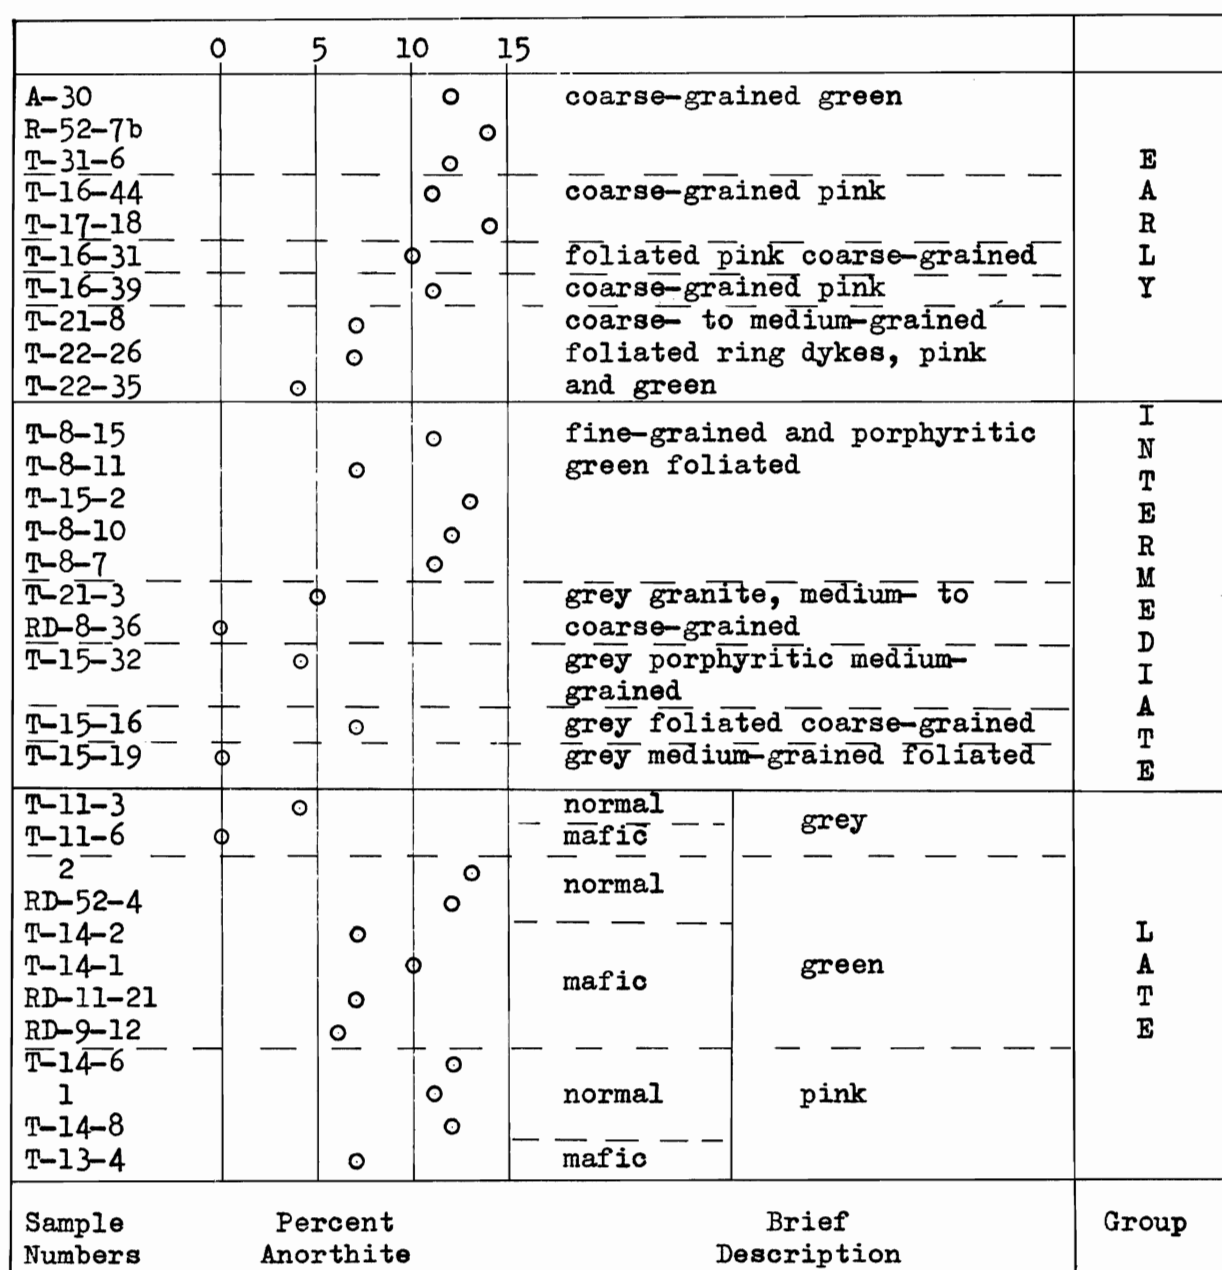 0 5 10 15
A-30 coarse-grained green
R-52-7b
T-31-6
T-16-44 coarse-grained pink
T-17-18
T-16-31 foliated pink coarse-grained
T-16-39 coarse-grained pink
T-21-8 coarse- to medium-grained
T-22-26 foliated ring dykes, pink
T-22-35 and green
EARLY
T-8-15 fine-grained and porphyritic
T-8-11 green foliated
T-15-2
T-8-10
T-8-7
T-21-3 grey granite, medium- to
RD-8-36 coarse-grained
T-15-32 grey porphyritic medium-
grained
T-15-16 grey foliated coarse-grained
T-15-19 grey medium-grained foliated
INTERMEDIATE
T-11-3 normal
grey
T-11-6 mafic
2
normal
RD-52-4
T-14-2
T-14-1 green
mafic
RD-11-21
RD-9-12
T-14-6
1 normal pink
T-14-8
T-13-4 mafic
LATE
Sample Percent Brief Group
Numbers Anorthite Description